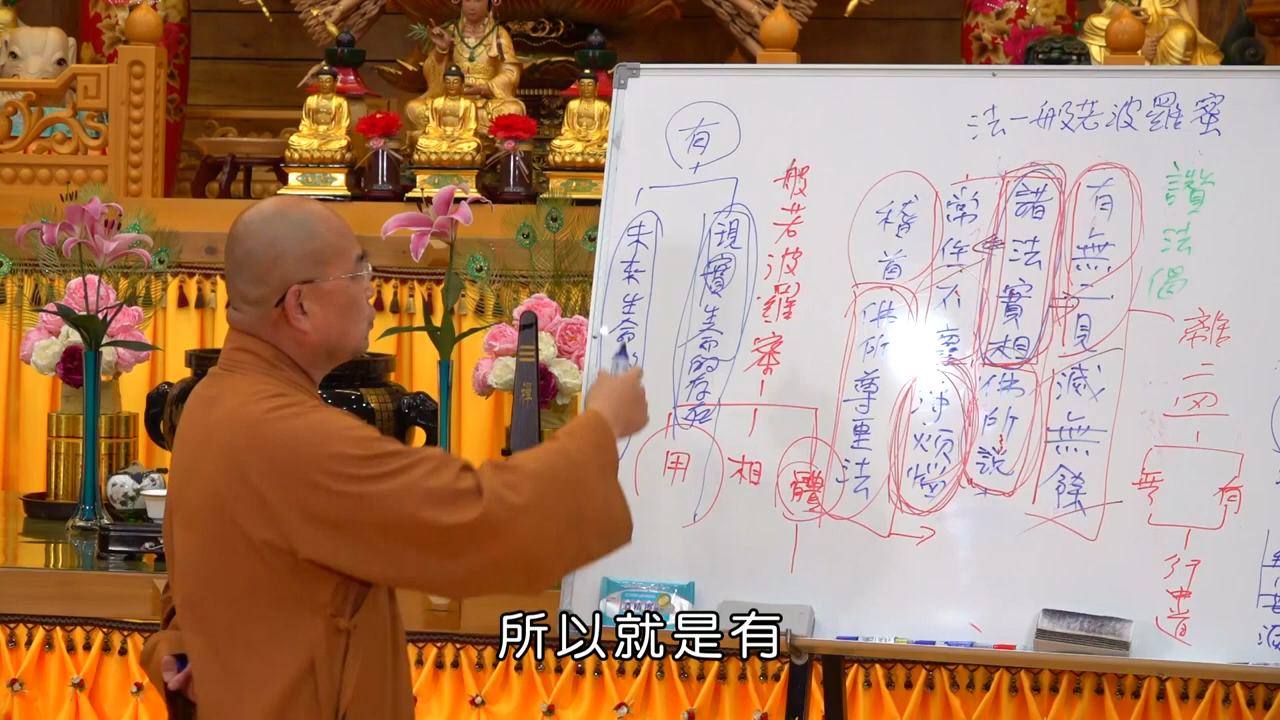 法—般若波羅蜜
讚法偈
有無二見滅無餘
諸法實相佛所說
常住不壞淨煩惱
稽首佛所尊重法
離二四
無 有
行中道
般若波羅蜜
體
相
用
有
現實生命的存在
未來生命
禪
所以就是有